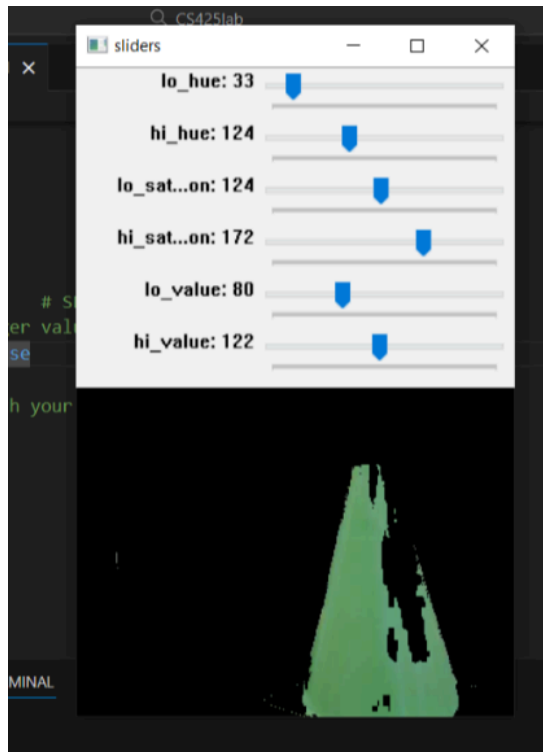 CS425lab
sliders
lo_hue: 33
hi_hue: 124
lo_sat...on: 124
hi_sat...on: 172
lo_value: 80
hi_value: 122
# S
er val
se
h your
MINAL